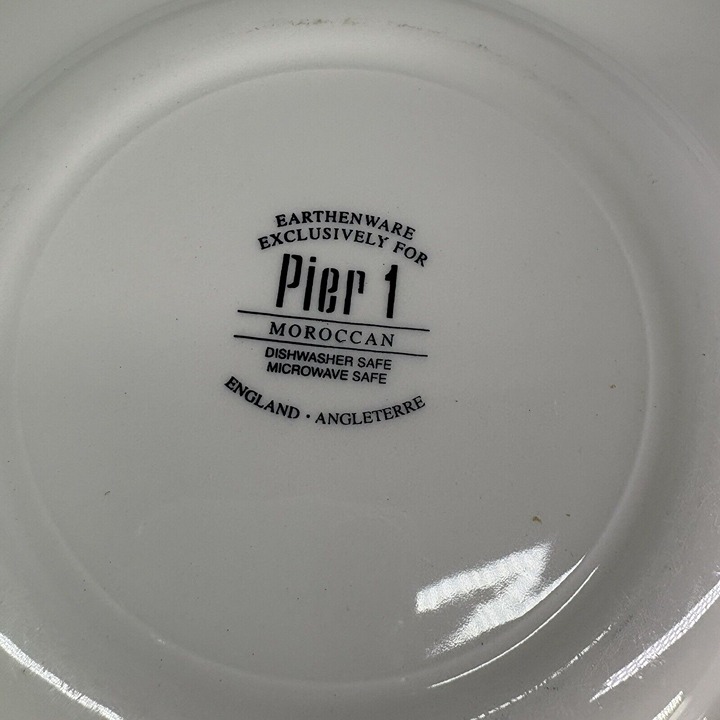 EARTHENWARE
EXCLUSIVELY FOR
Pier 1
MOROCCAN
DISHWASHER SAFE
MICROWAVE SAFE
ENGLAND · ANGLETERRE